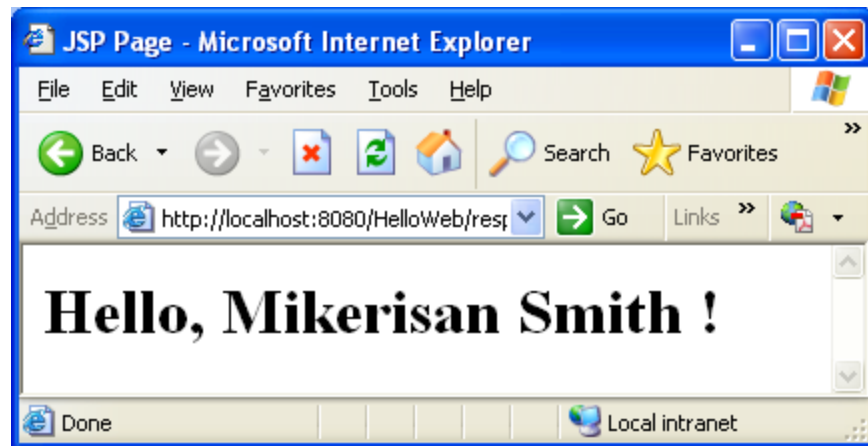 JSP Page - Microsoft Internet Explorer
File Edit View Favorites Tools Help
Back Search Favorites »
Address http://localhost:8080/HelloWeb/resp Go Links »
Hello, Mikerisan Smith !
Done Local intranet